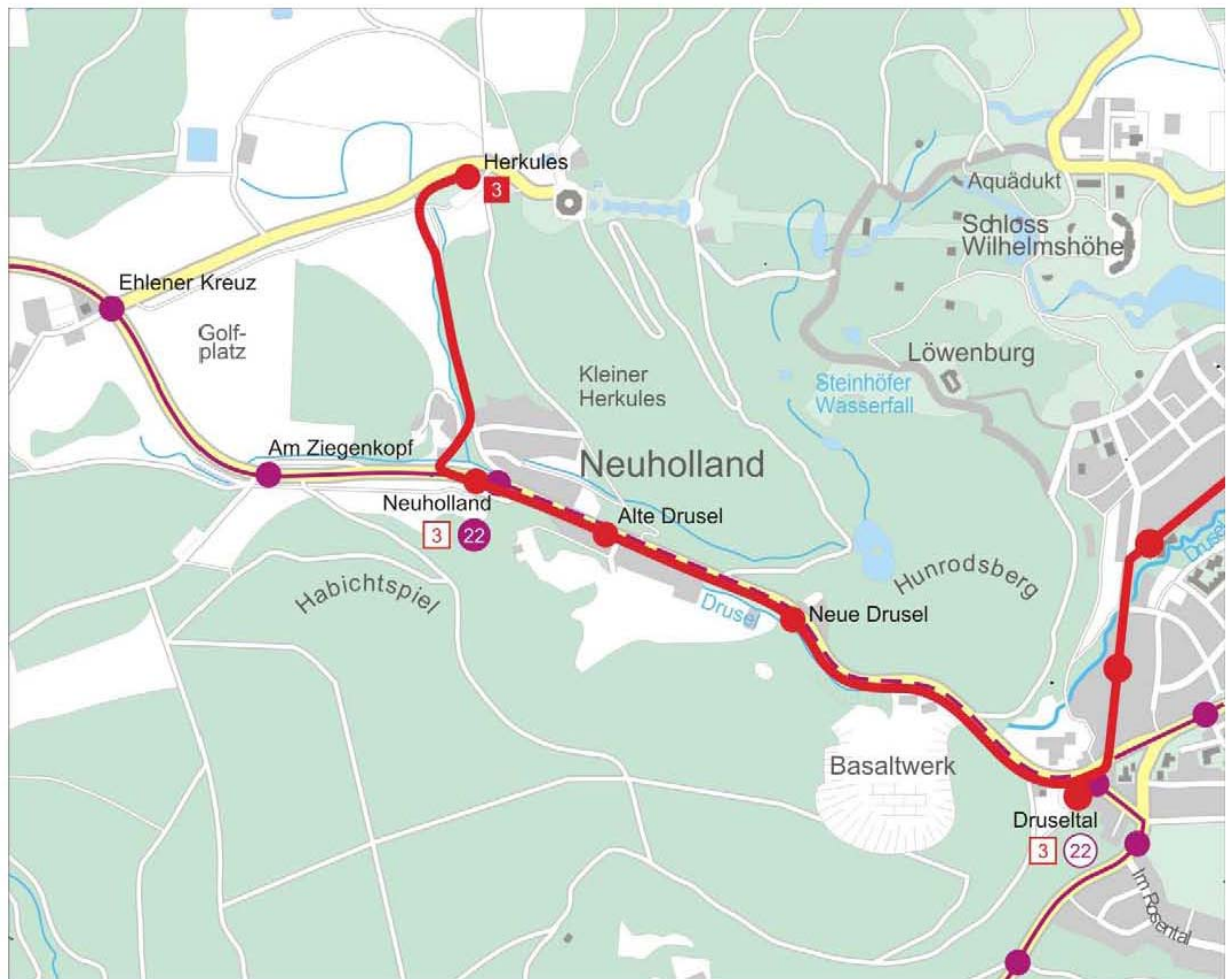 Herkules
3
Aquädukt
Schloss
Wilhelmshöhe
Ehlener Kreuz
Golf-
platz
Kleiner
Herkules
Löwenburg
Steinhöfer
Wasserfall
Am Ziegenkopf
Neuholland
Neuholland
3 22
Alte Drusel
Drusel
Habichtspiel
Hunrodsberg
Drusel
Neue Drusel
Basaltwerk
Druseltal
3 22
Im Rosental